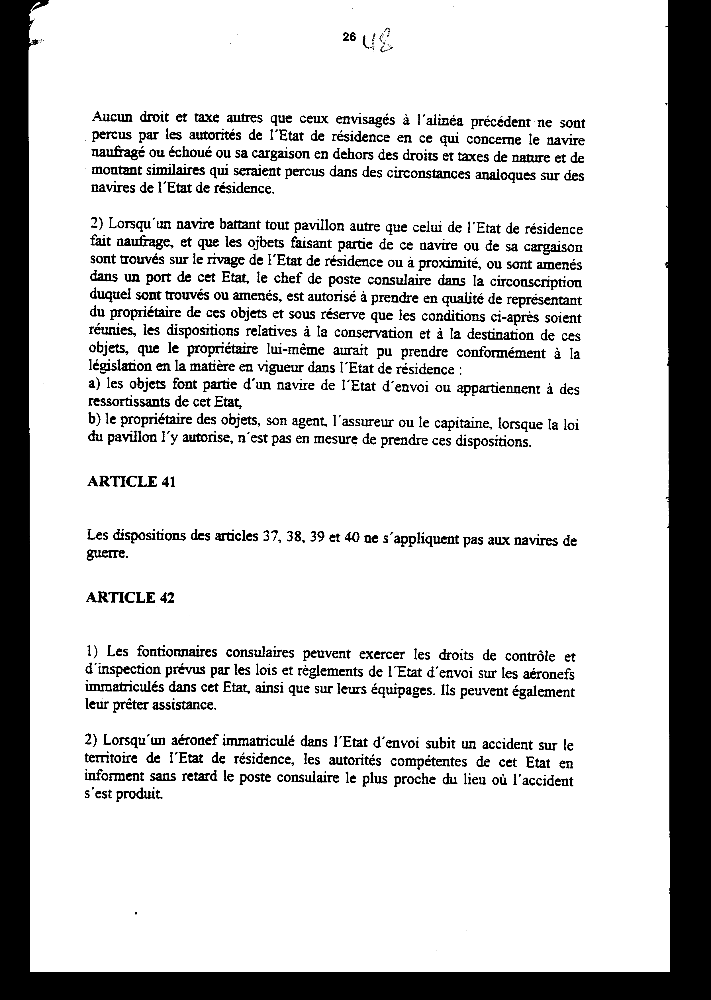 26 48
Aucun droit et taxe autres que ceux envisagés à l´alinéa précédent ne sont
percus par les autorités de l´Etat de résidence en ce qui concerne le navire
naufragé ou échoué ou sa cargaison en dehors des droits et taxes de nature et de
montant similaires qui seraient percus dans des circonstances analoques sur des
navires de l´Etat de résidence.
2) Lorsqu´un navire battant tout pavillon autre que celui de l´Etat de résidence
fait naufrage, et que les ojbets faisant partie de ce navire ou de sa cargaison
sont trouvés sur le rivage de l´Etat de résidence ou à proximité, ou sont amenés
dans un port de cet Etat, le chef de poste consulaire dans la circonscription
duquel sont trouvés ou amenés, est autorisé à prendre en qualité de représentant
du propriétaire de ces objets et sous réserve que les conditions ci-après soient
réunies, les dispositions relatives à la conservation et à la destination de ces
objets, que le propriétaire lui-même aurait pu prendre conformément à la
législation en la matière en vigueur dans l´Etat de résidence :
a) les objets font partie d´un navire de l´Etat d´envoi ou appartiennent à des
ressortissants de cet Etat,
b) le propriétaire des objets, son agent, l´assureur ou le capitaine, lorsque la loi
du pavillon l´y autorise, n´est pas en mesure de prendre ces dispositions.
ARTICLE 41
Les dispositions des articles 37, 38, 39 et 40 ne s´appliquent pas aux navires de
guerre.
ARTICLE 42
1) Les fontionnaires consulaires peuvent exercer les droits de contrôle et
d´inspection prévus par les lois et règlements de l´Etat d´envoi sur les aéronefs
immatriculés dans cet Etat, ainsi que sur leurs équipages. Ils peuvent également
leur prêter assistance.
2) Lorsqu´un aéronef immatriculé dans l´Etat d´envoi subit un accident sur le
territoire de l´Etat de résidence, les autorités compétentes de cet Etat en
informent sans retard le poste consulaire le plus proche du lieu où l´accident
s´est produit.